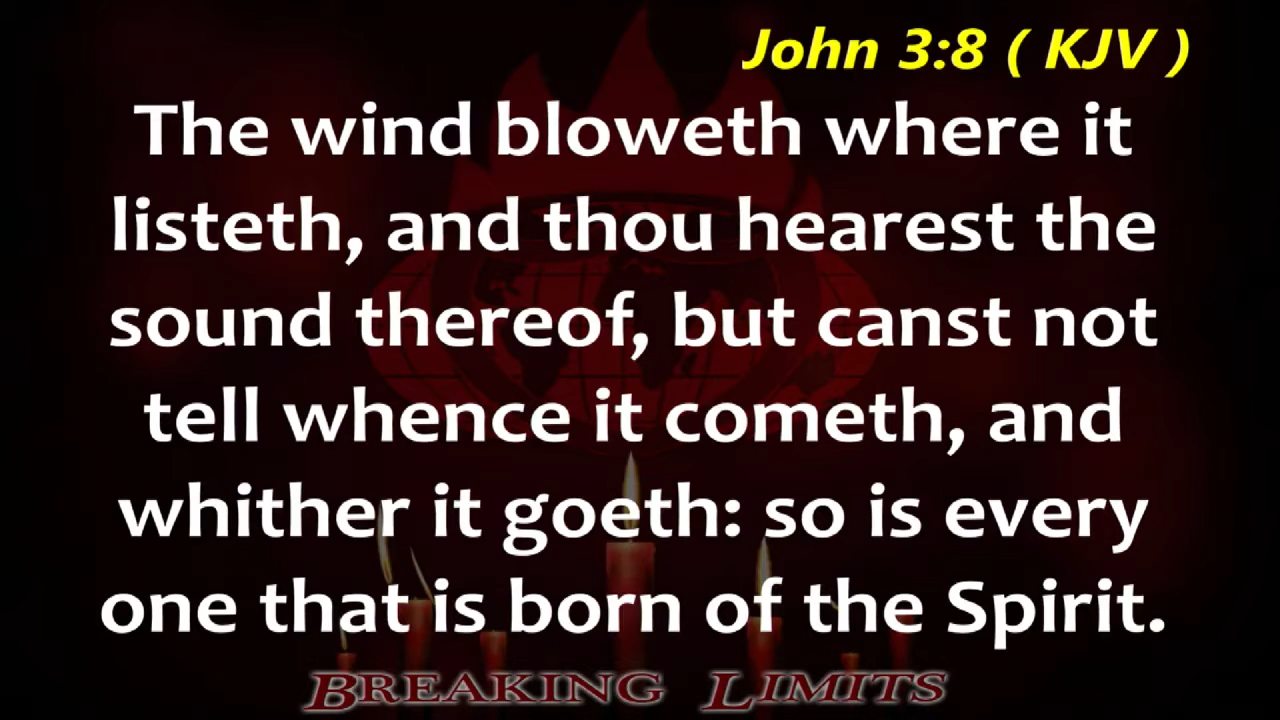 John 3:8 ( KJV )
The wind bloweth where it
listeth, and thou hearest the
sound thereof, but canst not
tell whence it cometh, and
whither it goeth: so is every
one that is born of the Spirit.
BREAKING LIMITS